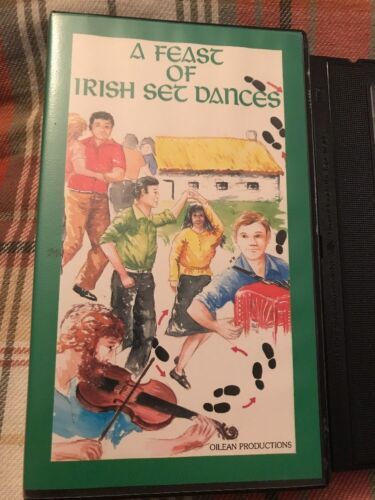 A FEAST
OF
IRISH SET DANCES
OILEAN PRODUCTIONS